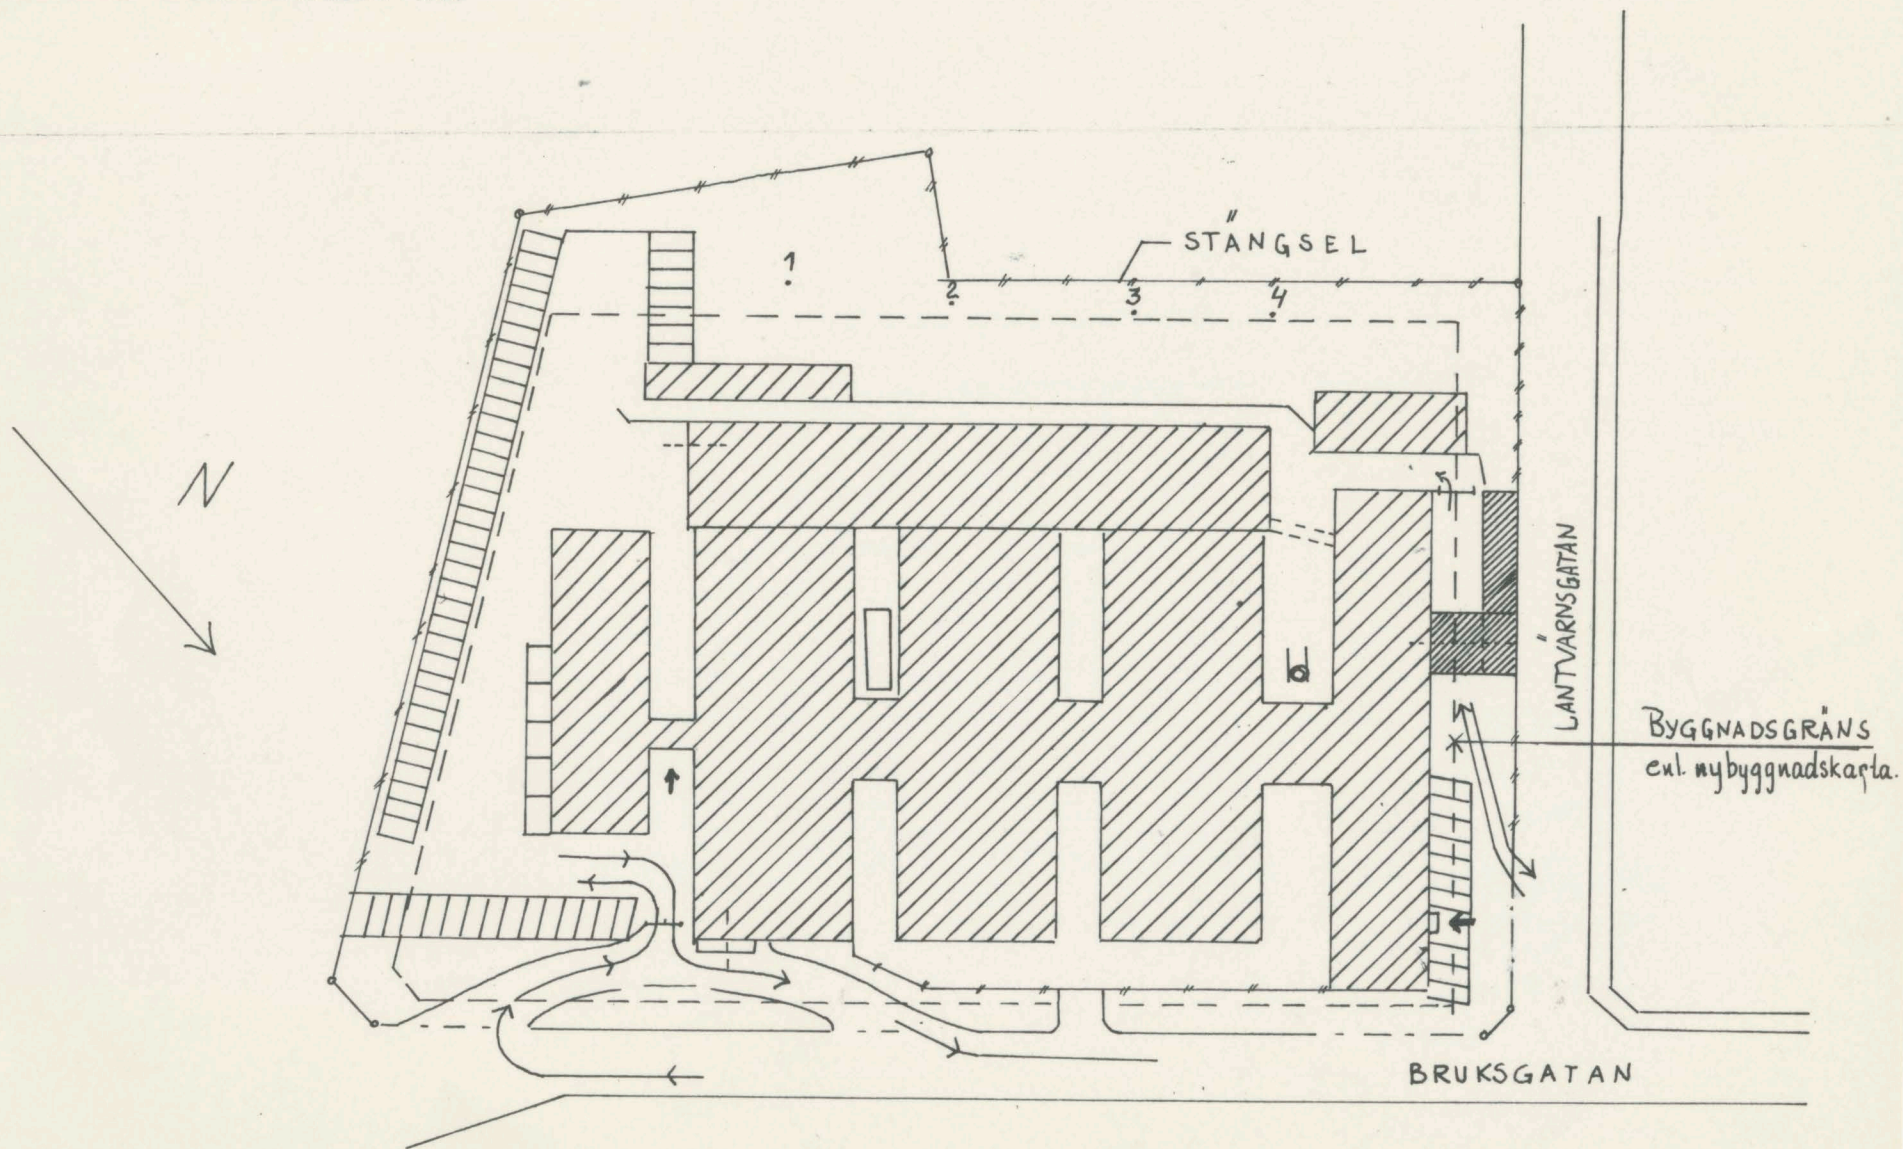 STÄNGSEL
1
2
3
4
N
LANTVÄRNSGATAN
BYGGNADSGRÄNS
enl. nybyggnadskarta.
BRUKSGATAN